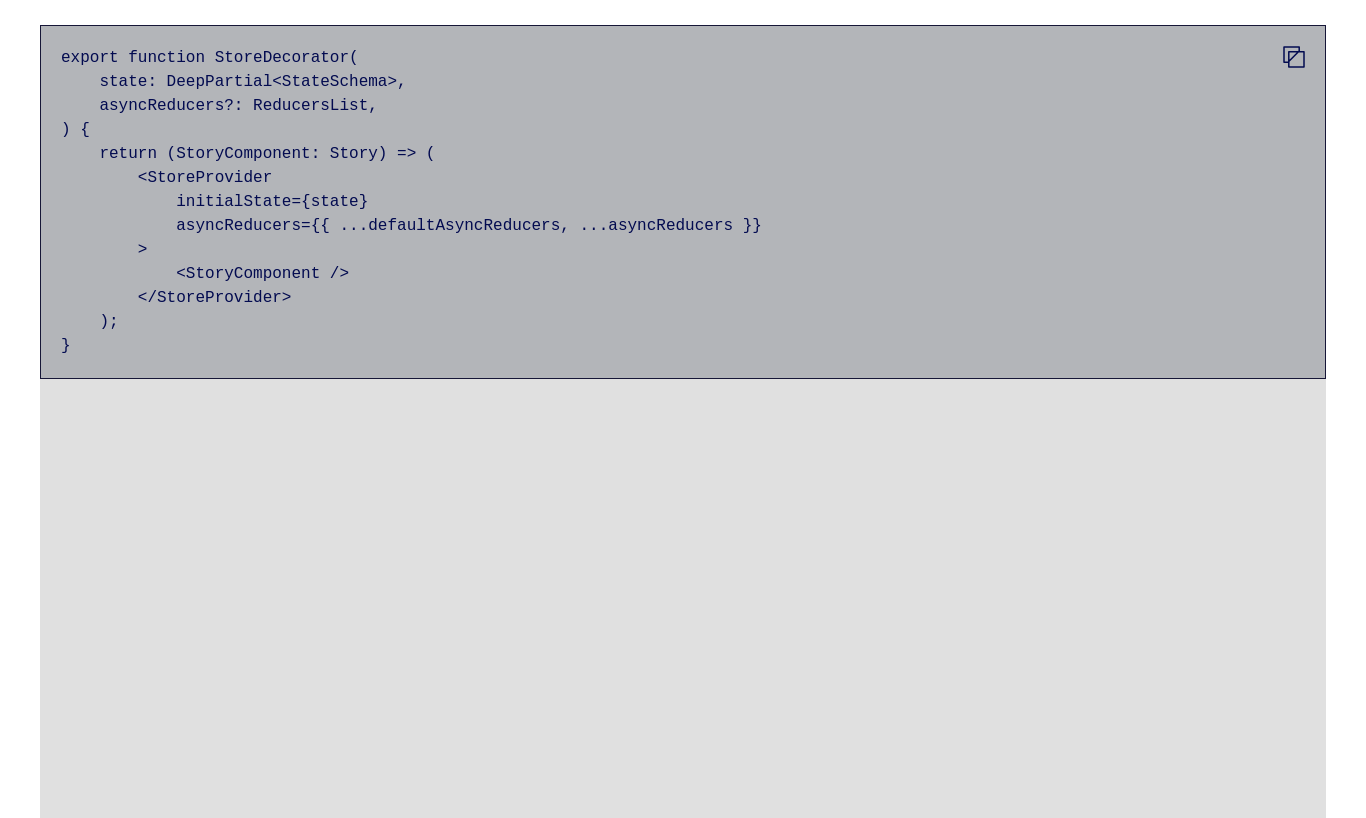 export function StoreDecorator(
    state: DeepPartial<StateSchema>,
    asyncReducers?: ReducersList,
) {
    return (StoryComponent: Story) => (
        <StoreProvider
            initialState={state}
            asyncReducers={{ ...defaultAsyncReducers, ...asyncReducers }}
        >
            <StoryComponent />
        </StoreProvider>
    );
}